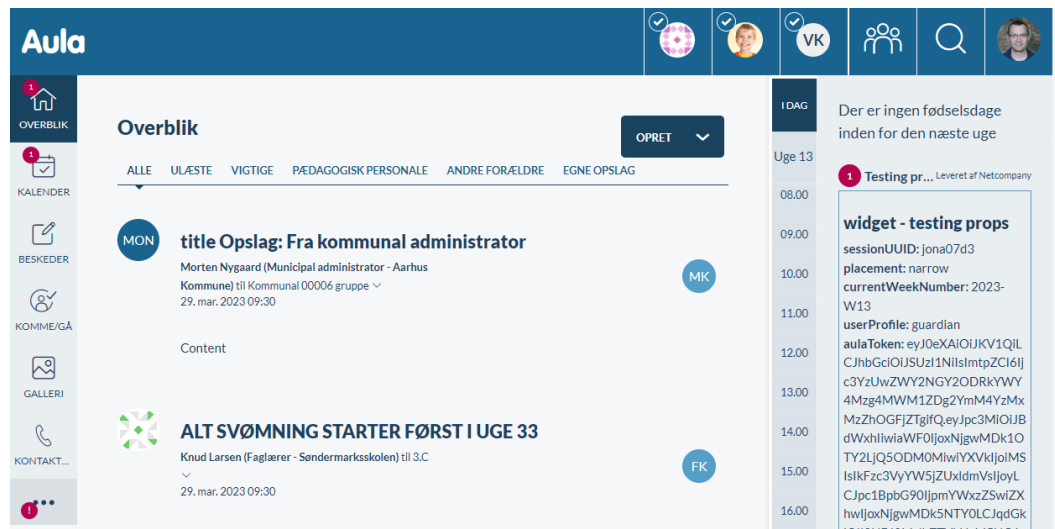 Aula
VK
1
OVERBLIK
1
KALENDER
BESKEDER
KOMME/GÅ
GALLERI
KONTAKT...
!
Overblik
OPRET
ALLE ULÆSTE VIGTIGE PÆDAGOGISK PERSONALE ANDRE FORÆLDRE EGNE OPSLAG
MON
title Opslag: Fra kommunal administrator
Morten Nygaard (Municipal administrator - Aarhus
Kommune) til Kommunal 00006 gruppe
29. mar. 2023 09:30
MK
Content
ALT SVØMNING STARTER FØRST I UGE 33
Knud Larsen (Faglærer - Søndermarksskolen) til 3.C
29. mar. 2023 09:30
FK
I DAG
Uge 13
08.00
09.00
10.00
11.00
12.00
13.00
14.00
15.00
16.00
Der er ingen fødselsdage
inden for den næste uge
1 Testing pr... Leveret af Netcompany
widget - testing props
sessionUUID: jona07d3
placement: narrow
currentWeekNumber: 2023-
W13
userProfile: guardian
aulaToken: eyJ0eXAiOiJKV1QiL
CJhbGciOiJSUzI1NiIsImtpZCI6Ij
c3YzUwZWY2NGY2ODRkYWY
4Mzg4MWM1ZDg2YmM4YzMx
MzZhOGFjZTgifQ.eyJpc3MiOiJB
dWxhIiwiaWF0IjoxNjgwMDk1O
TY2LjQ5ODM0MiwiYXVkIjoiMS
IsIkFzc3VyYW5jZUxldmVsIjoyL
CJpc1BpbG90IjpmYWxzZSwiZX
hwIjoxNjgwMDk5NTY0LCJqdGk